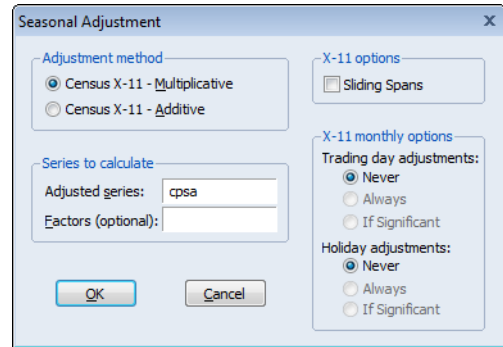 Seasonal Adjustment
x
Adjustment method
Census X-11 - Multiplicative
Census X-11 - Additive
Series to calculate
Adjusted series: cpsa
Factors (optional):
OK
Cancel
X-11 options
Sliding Spans
X-11 monthly options
Trading day adjustments:
Never
Always
If Significant
Holiday adjustments:
Never
Always
If Significant